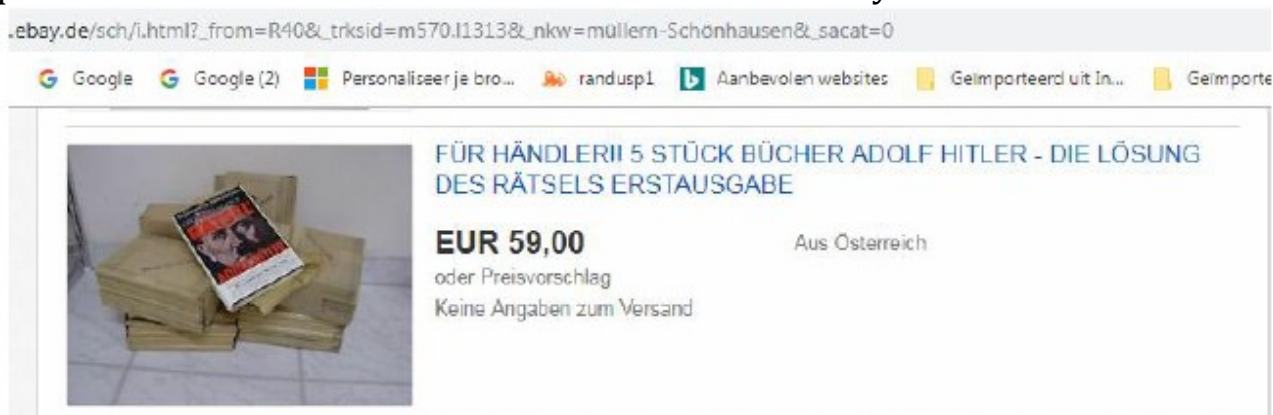 .ebay.de/sch/i.html?_from=R40&_trksid=m570.l1313&_nkw=müllern-Schönhausen&_sacat=0
Google Google (2) Personaliseer je bro... randusp1 Aanbevolen websites Geïmporteerd uit In... Geïmporte
FÜR HÄNDLER!! 5 STÜCK BÜCHER ADOLF HITLER - DIE LÖSUNG
DES RÄTSELS ERSTAUSGABE
EUR 59,00 Aus Österreich
oder Preisvorschlag
Keine Angaben zum Versand